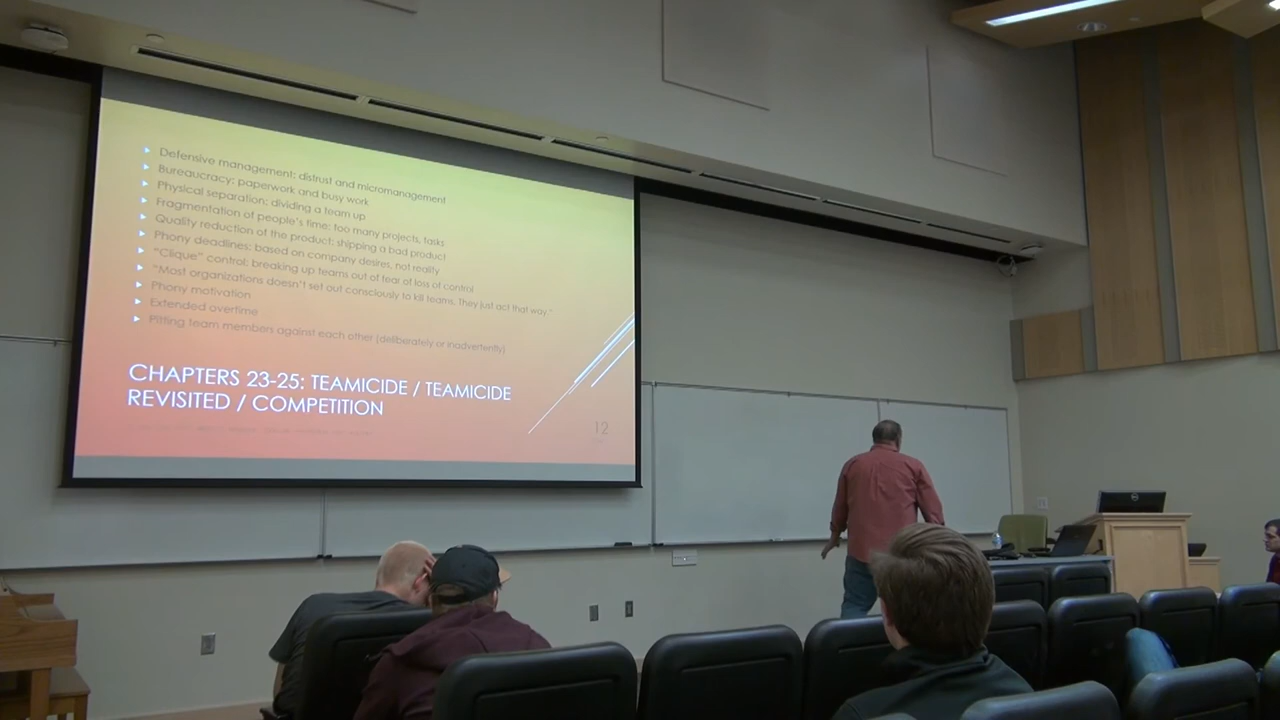 Defensive management: distrust and micromanagement
Bureaucracy: paperwork and busy work
Physical separation: dividing a team up
Fragmentation of people's time: too many projects, tasks
Quality reduction of the product: shipping a bad product
Phony deadlines: based on company desires, not reality
"Clique" control: breaking up teams out of fear of loss of control
"Most organizations doesn't set out consciously to kill teams. They just act that way."
Phony motivation
Extended overtime
Pitting team members against each other (deliberately or inadvertently)
CHAPTERS 23-25: TEAMICIDE / TEAMICIDE
REVISITED / COMPETITION
12